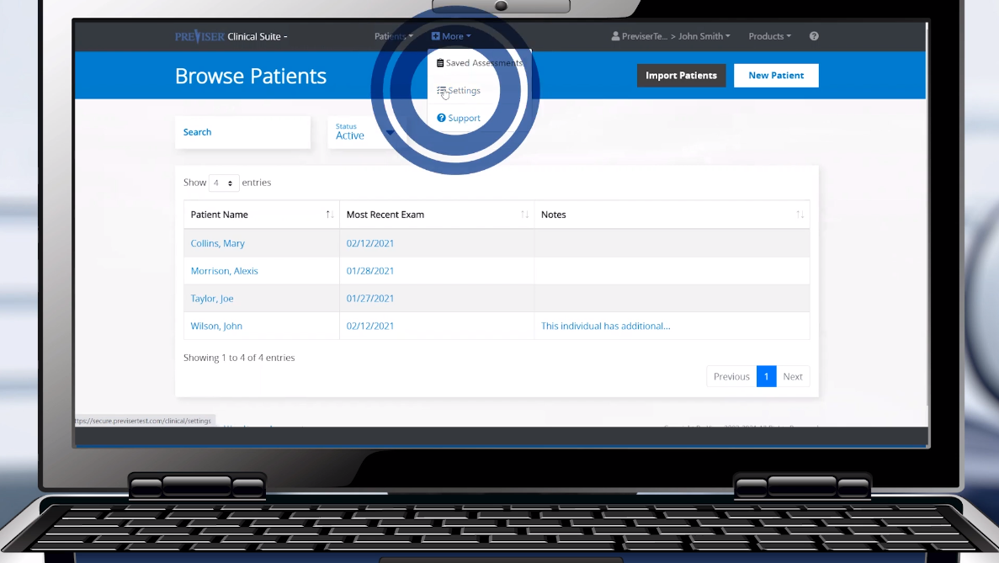 PREVISER Clinical Suite - Patients More PreviserTe... > John Smith Products ?
Saved Assessments
Settings
Support
Browse Patients Import Patients New Patient
Search Status
Active
Show 4 entries
Patient Name Most Recent Exam Notes
Collins, Mary 02/12/2021
Morrison, Alexis 01/28/2021
Taylor, Joe 01/27/2021
Wilson, John 02/12/2021 This individual has additional...
Showing 1 to 4 of 4 entries
Previous 1 Next
ttps://secure.previsertest.com/clinical/settings